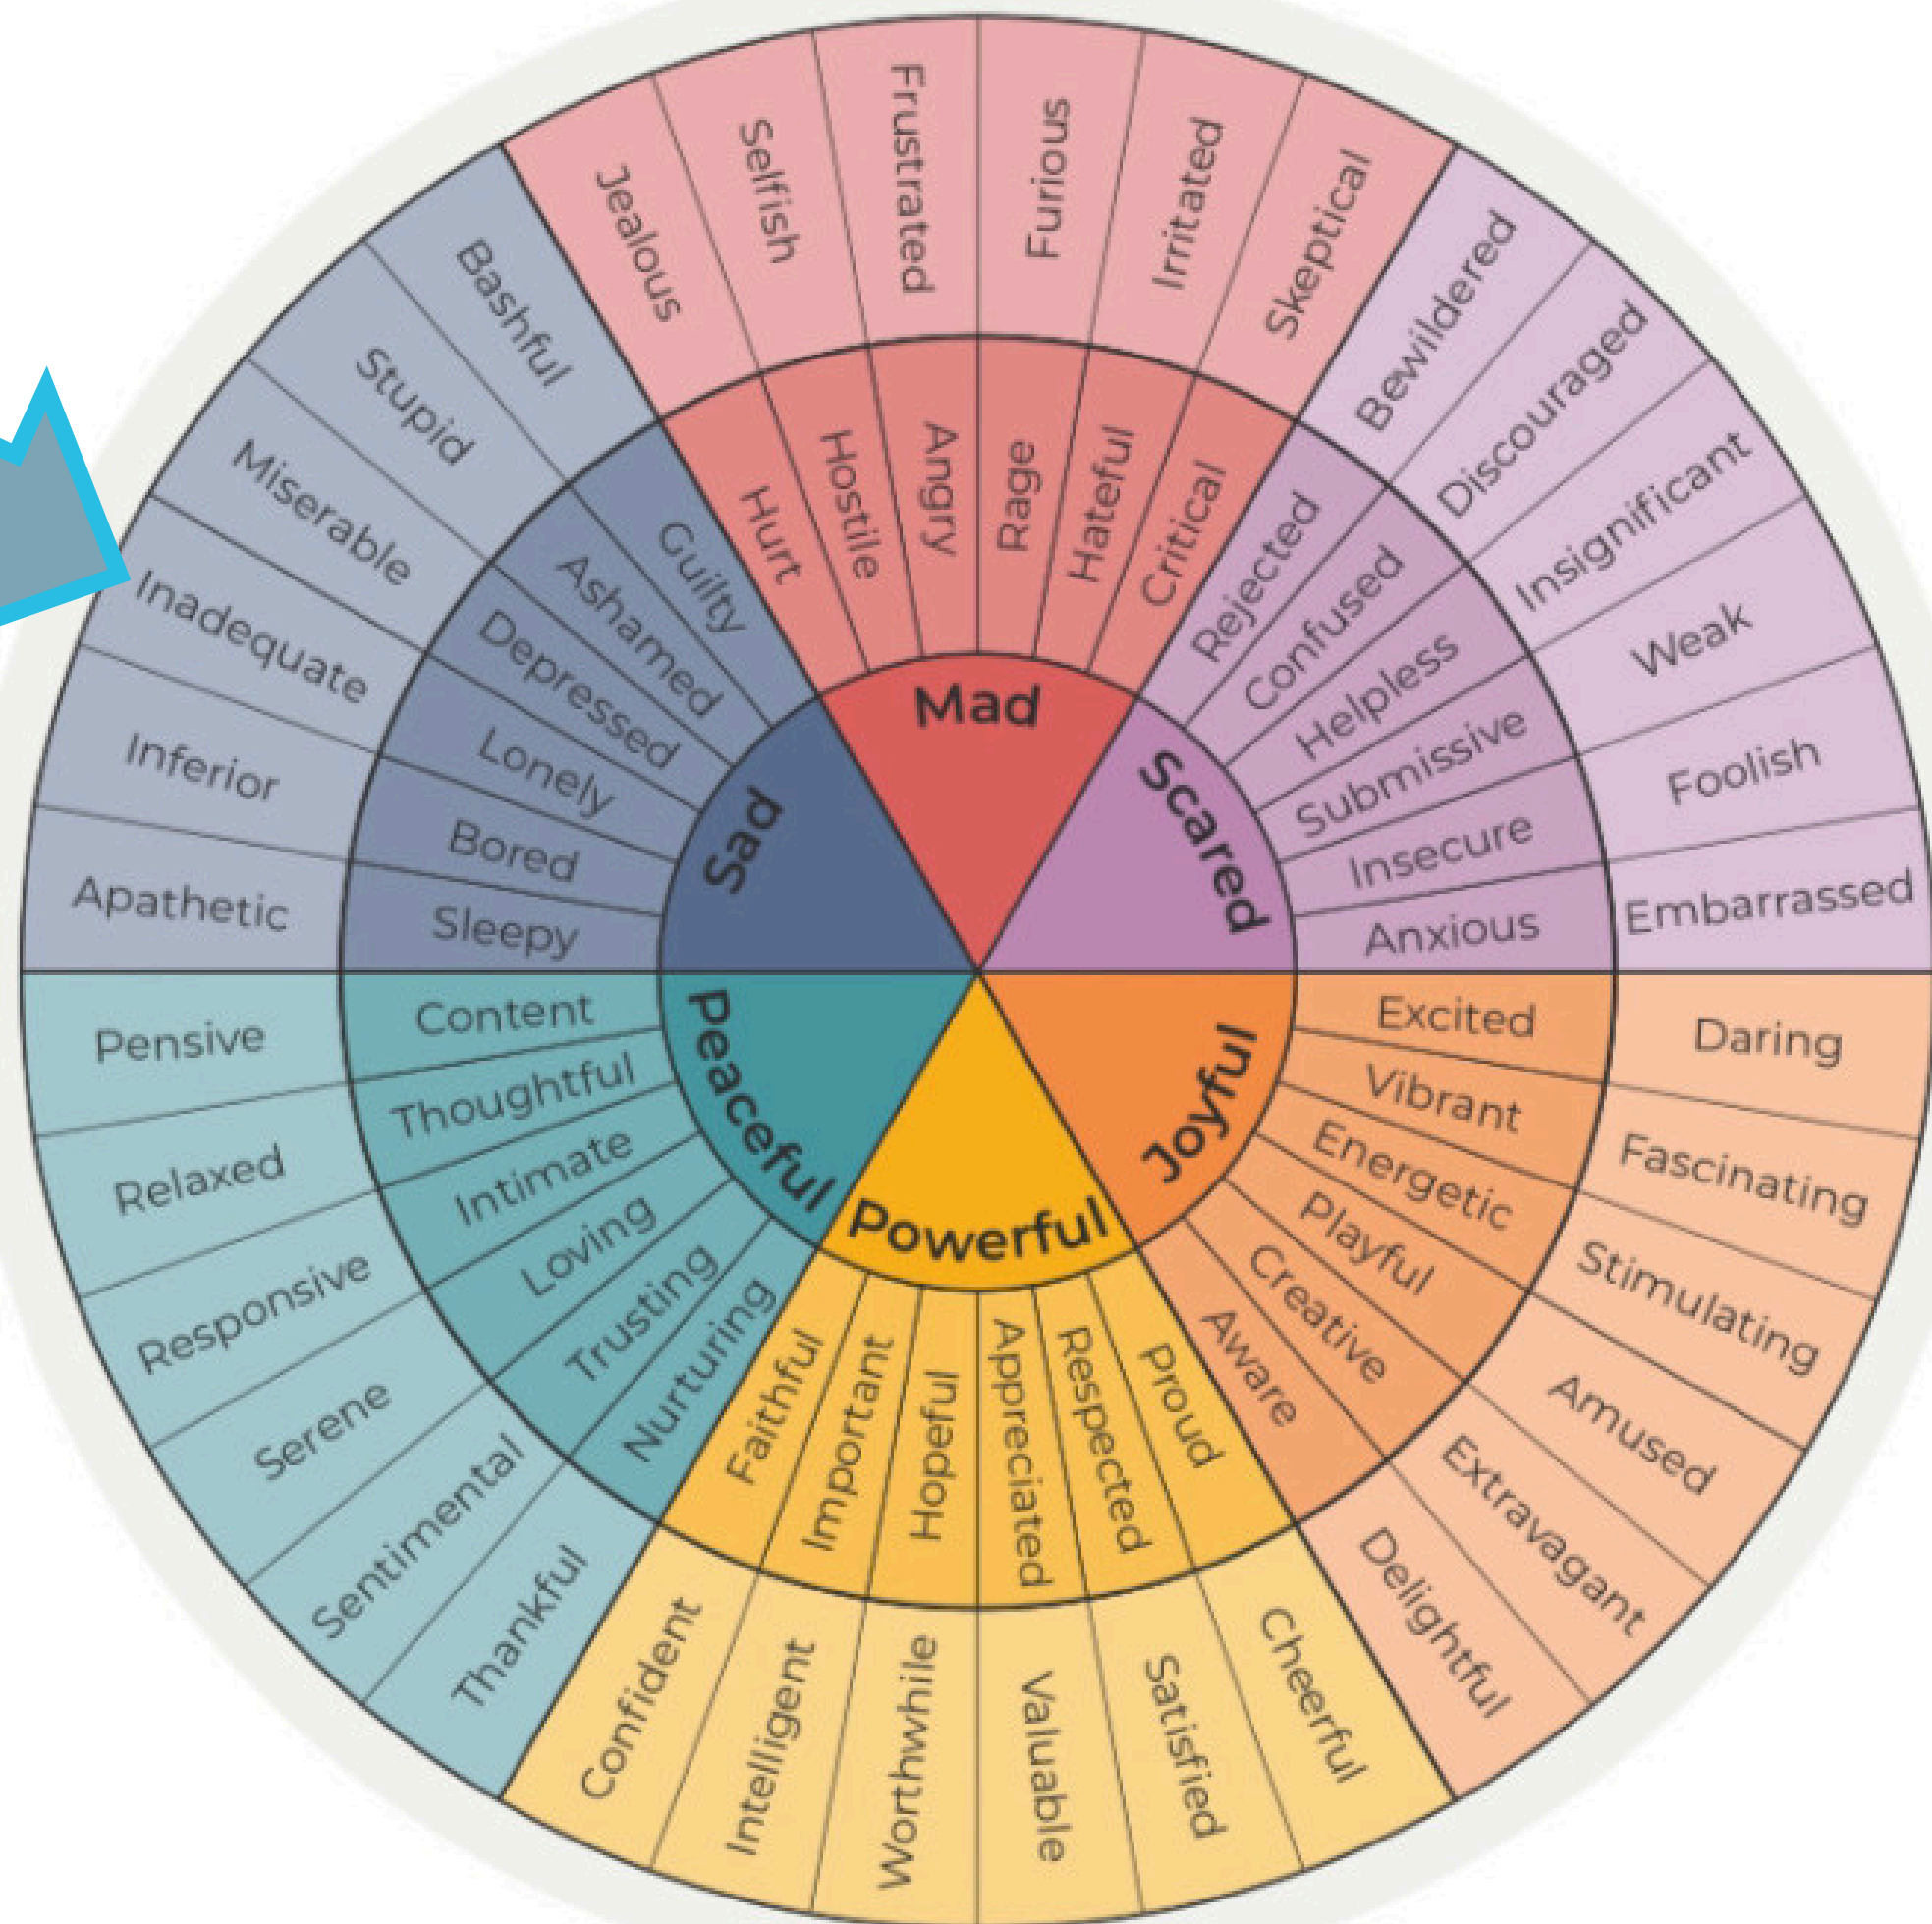 Mad
Scared
Joyful
Powerful
Peaceful
Sad
Hurt
Hostile
Angry
Rage
Hateful
Critical
Rejected
Confused
Helpless
Submissive
Insecure
Anxious
Excited
Vibrant
Energetic
Playful
Creative
Aware
Proud
Respected
Appreciated
Hopeful
Important
Faithful
Nurturing
Trusting
Loving
Intimate
Thoughtful
Content
Sleepy
Bored
Lonely
Depressed
Ashamed
Guilty
Jealous
Selfish
Frustrated
Furious
Irritated
Skeptical
Bewildered
Discouraged
Insignificant
Weak
Foolish
Embarrassed
Daring
Fascinating
Stimulating
Amused
Extravagant
Delightful
Cheerful
Satisfied
Valuable
Worthwhile
Intelligent
Confident
Thankful
Sentimental
Serene
Responsive
Relaxed
Pensive
Apathetic
Inferior
Inadequate
Miserable
Stupid
Bashful